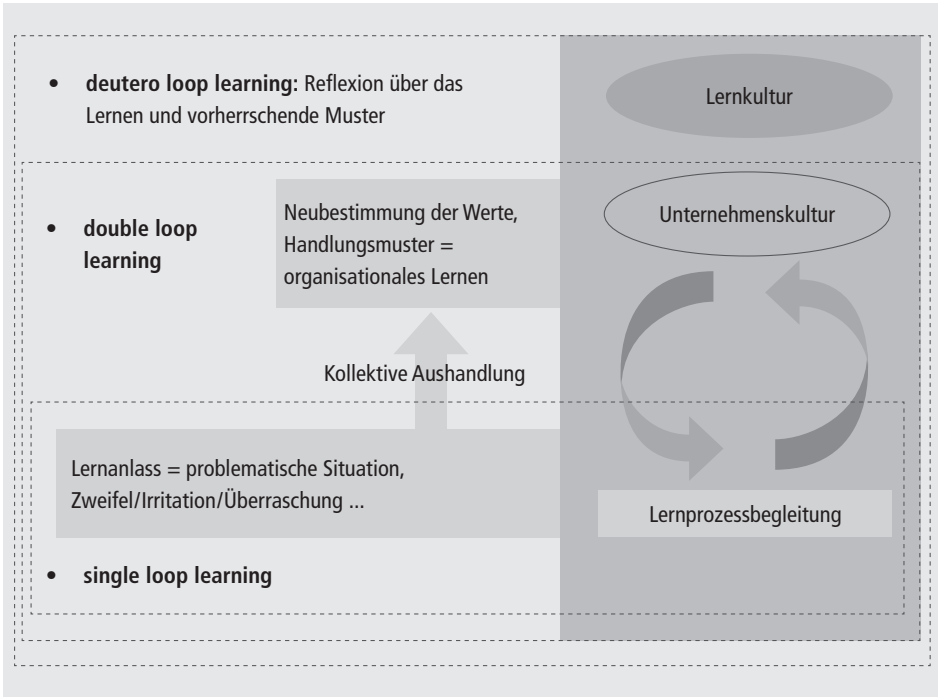 • deutero loop learning: Reflexion über das
Lernen und vorherrschende Muster
Lernkultur
• double loop
learning
Neubestimmung der Werte,
Handlungsmuster =
organisationales Lernen
Unternehmenskultur
Kollektive Aushandlung
Lernanlass = problematische Situation,
Zweifel/Irritation/Überraschung ...
Lernprozessbegleitung
• single loop learning